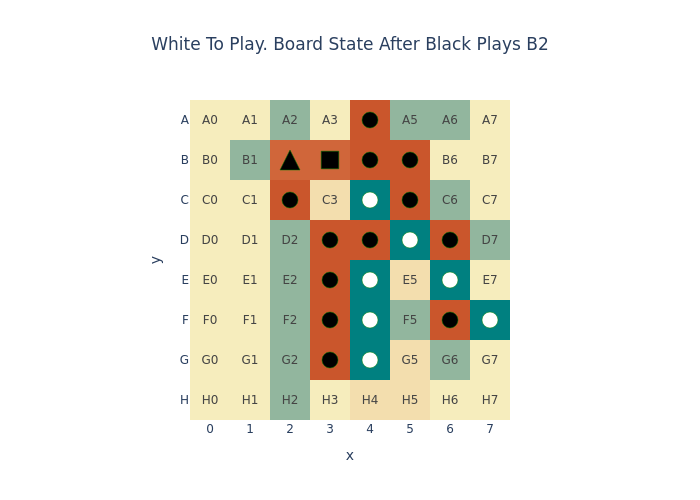 White To Play. Board State After Black Plays B2
A A0 A1 A2 A3 A5 A6 A7
B B0 B1 B6 B7
C C0 C1 C3 C6 C7
D D0 D1 D2 D7
E E0 E1 E2 E5 E7
F F0 F1 F2 F5
G G0 G1 G2 G5 G6 G7
H H0 H1 H2 H3 H4 H5 H6 H7
0 1 2 3 4 5 6 7
x
y